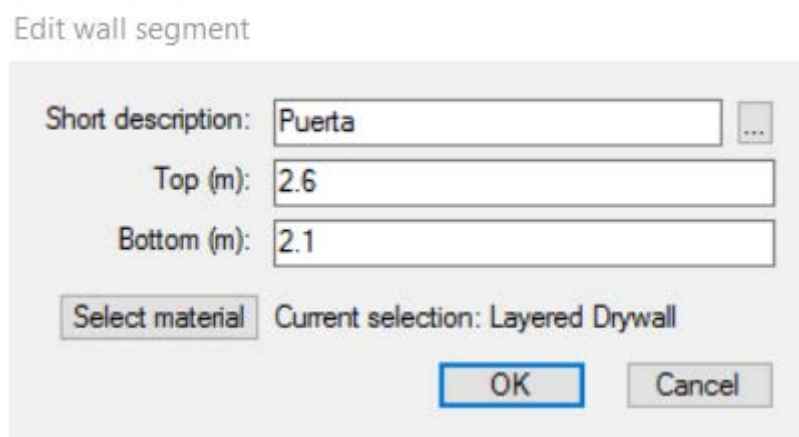 Edit wall segment
Short description: Puerta ...
Top (m): 2.6
Bottom (m): 2.1
Select material Current selection: Layered Drywall
OK Cancel